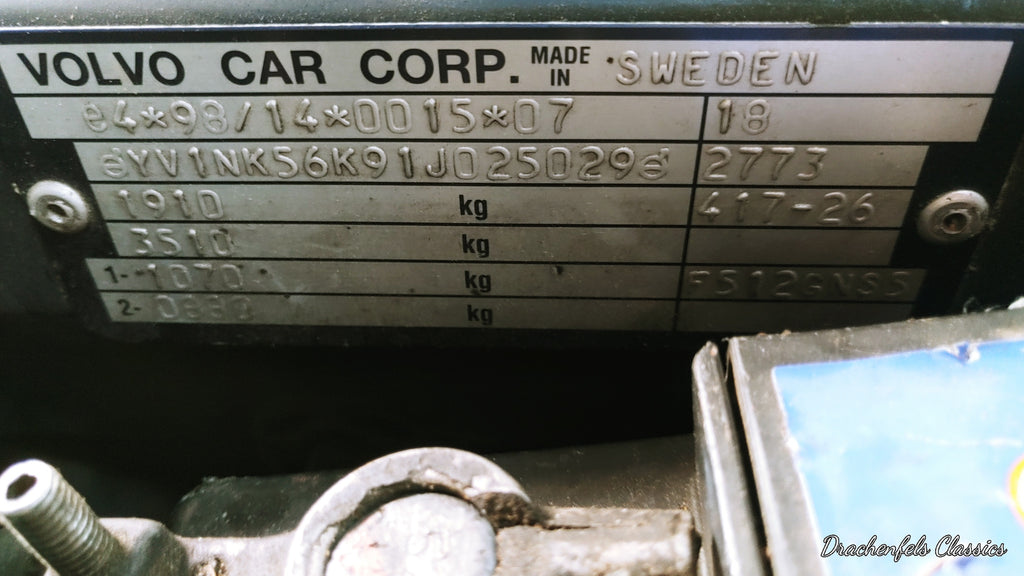 VOLVO CAR CORP. MADE IN SWEDEN
e4*98/14*0015*07 18
YV1NK56K91J025029 2773
1910 kg 417-26
3510 kg
1- 1070 kg
2- kg
Drachenfels Classics